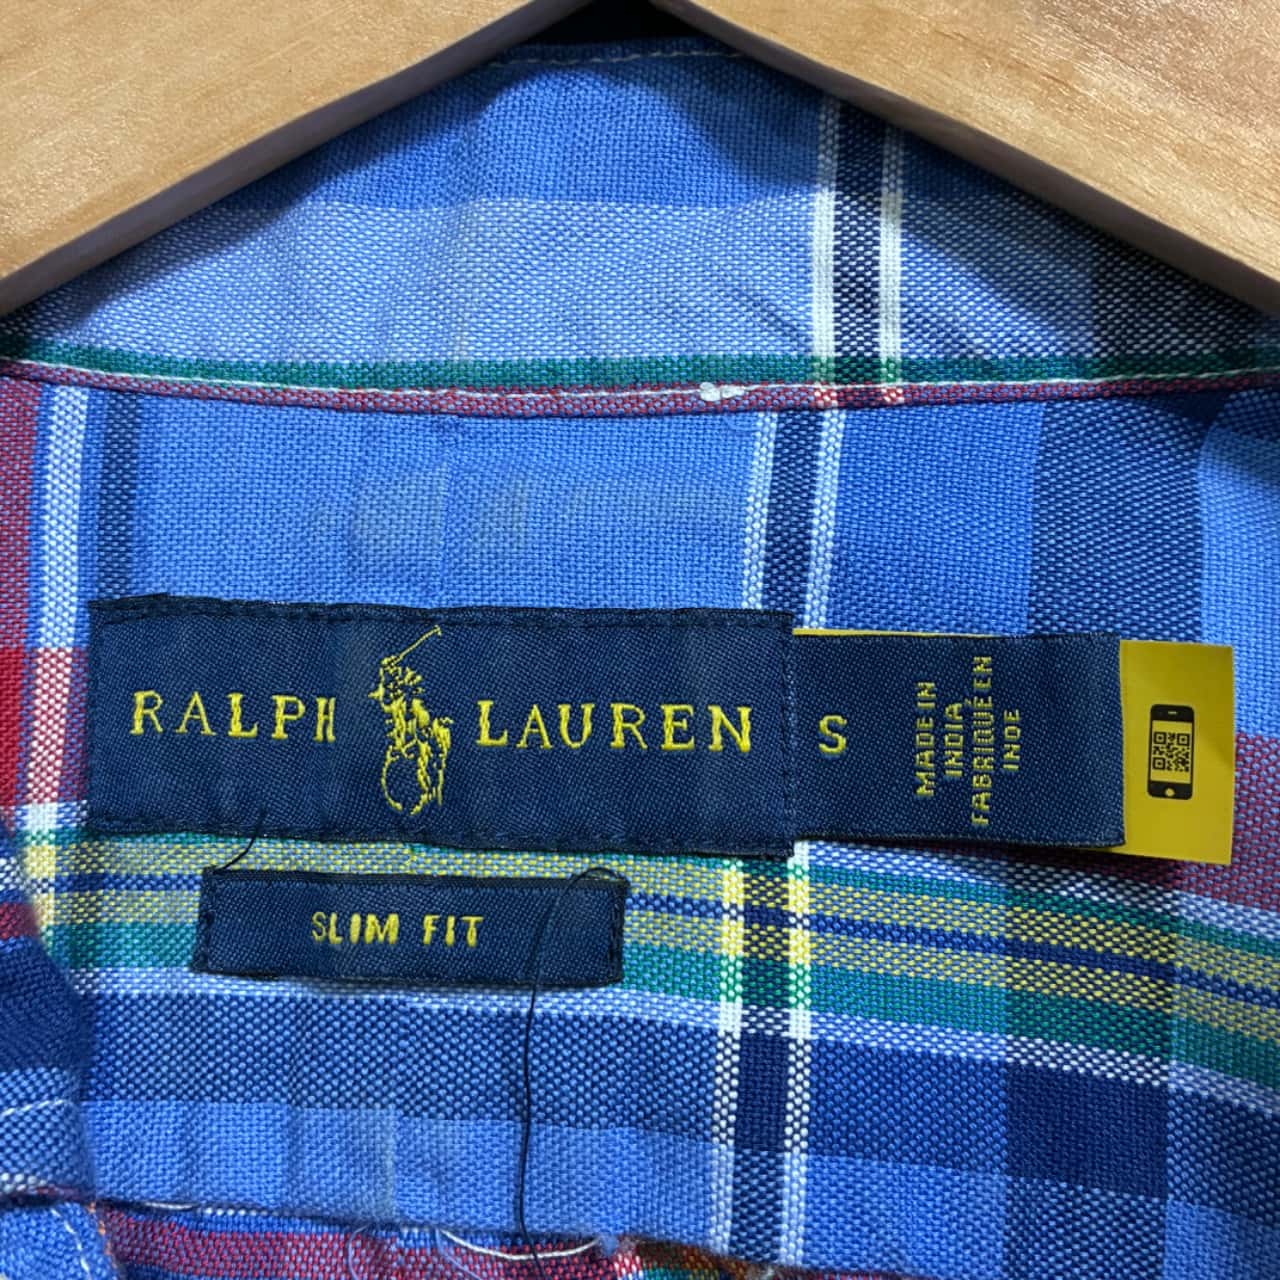 RALPH LAUREN
S
MADE IN
INDIA
FABRIQUÉ EN
INDE
SLIM FIT